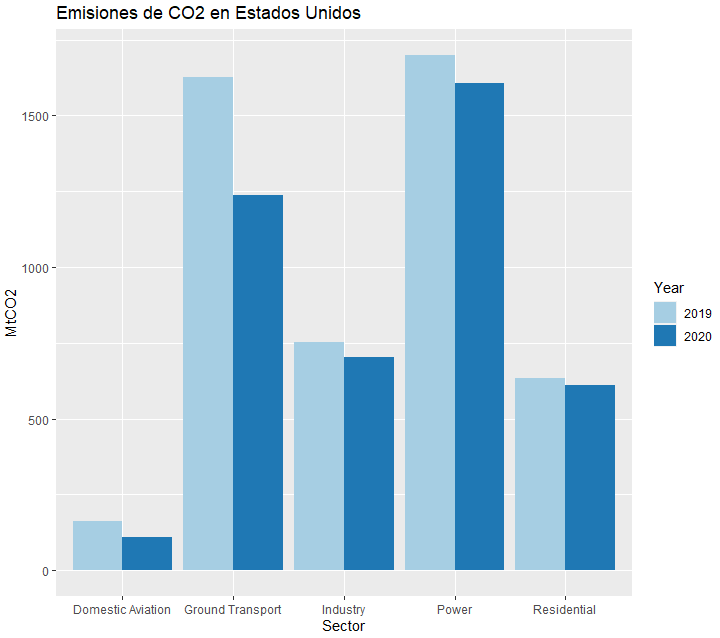 Emisiones de CO2 en Estados Unidos
MtCO2
1500
1000
500
0
Domestic Aviation
Ground Transport
Industry
Power
Residential
Sector
Year
2019
2020